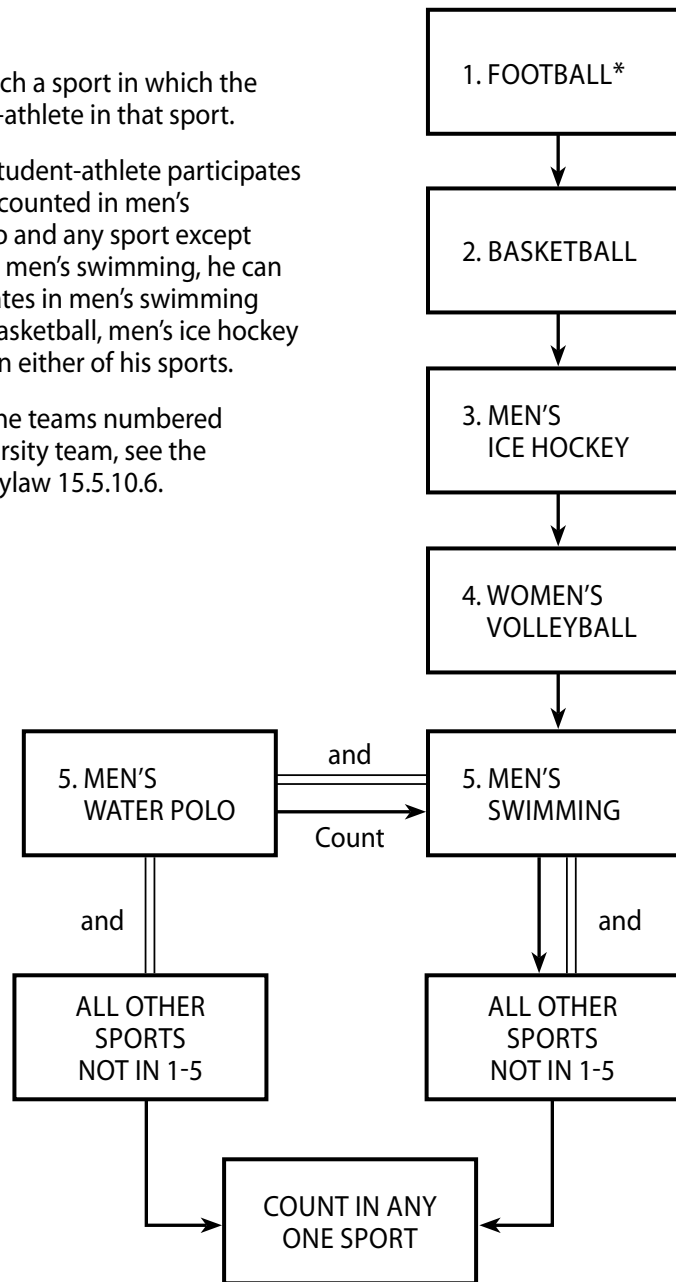 ch a sport in which the
-athlete in that sport.
tudent-athlete participates
counted in men's
o and any sport except
men's swimming, he can
ates in men's swimming
asketball, men's ice hockey
n either of his sports.
he teams numbered
rsity team, see the
ylaw 15.5.10.6.
1. FOOTBALL*
2. BASKETBALL
3. MEN'S
ICE HOCKEY
4. WOMEN'S
VOLLEYBALL
5. MEN'S
WATER POLO
and
Count
5. MEN'S
SWIMMING
and
and
ALL OTHER
SPORTS
NOT IN 1-5
ALL OTHER
SPORTS
NOT IN 1-5
COUNT IN ANY
ONE SPORT